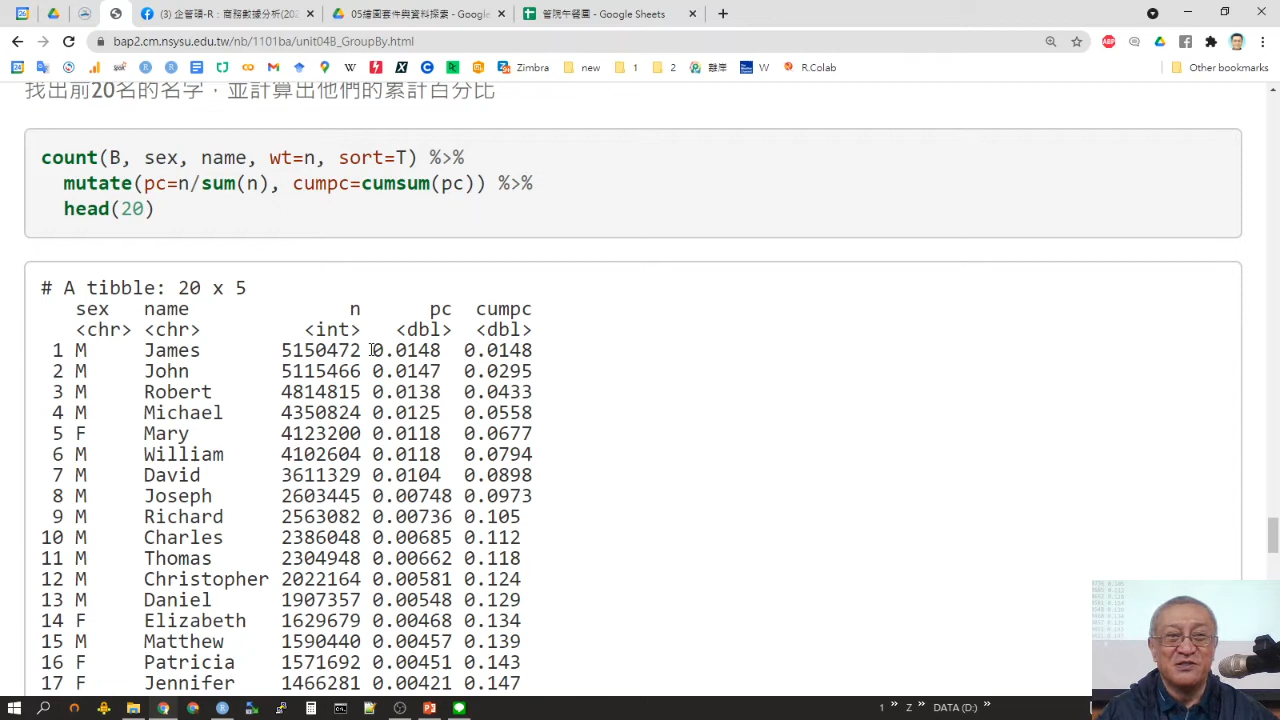 (3) 企管碩-R：商務數據分析(202
05繪圖套件與資料探索 - Google
管院午餐團 - Google Sheets
bap2.cm.nsysu.edu.tw/nb/1101ba/unit04B_GroupBy.html
Zimbra
new
1
2
W
R.Colab
Other bookmarks
找出前20名的名字，並計算出他們的累計百分比
count(B, sex, name, wt=n, sort=T) %>%
mutate(pc=n/sum(n), cumpc=cumsum(pc)) %>%
head(20)
# A tibble: 20 x 5
sex name n pc cumpc
<chr> <chr> <int> <dbl> <dbl>
1 M James 5150472 0.0148 0.0148
2 M John 5115466 0.0147 0.0295
3 M Robert 4814815 0.0138 0.0433
4 M Michael 4350824 0.0125 0.0558
5 F Mary 4123200 0.0118 0.0677
6 M William 4102604 0.0118 0.0794
7 M David 3611329 0.0104 0.0898
8 M Joseph 2603445 0.00748 0.0973
9 M Richard 2563082 0.00736 0.105
10 M Charles 2386048 0.00685 0.112
11 M Thomas 2304948 0.00662 0.118
12 M Christopher 2022164 0.00581 0.124
13 M Daniel 1907357 0.00548 0.129
14 F Elizabeth 1629679 0.00468 0.134
15 M Matthew 1590440 0.00457 0.139
16 F Patricia 1571692 0.00451 0.143
17 F Jennifer 1466281 0.00421 0.147
1 » Z » DATA (D:) »